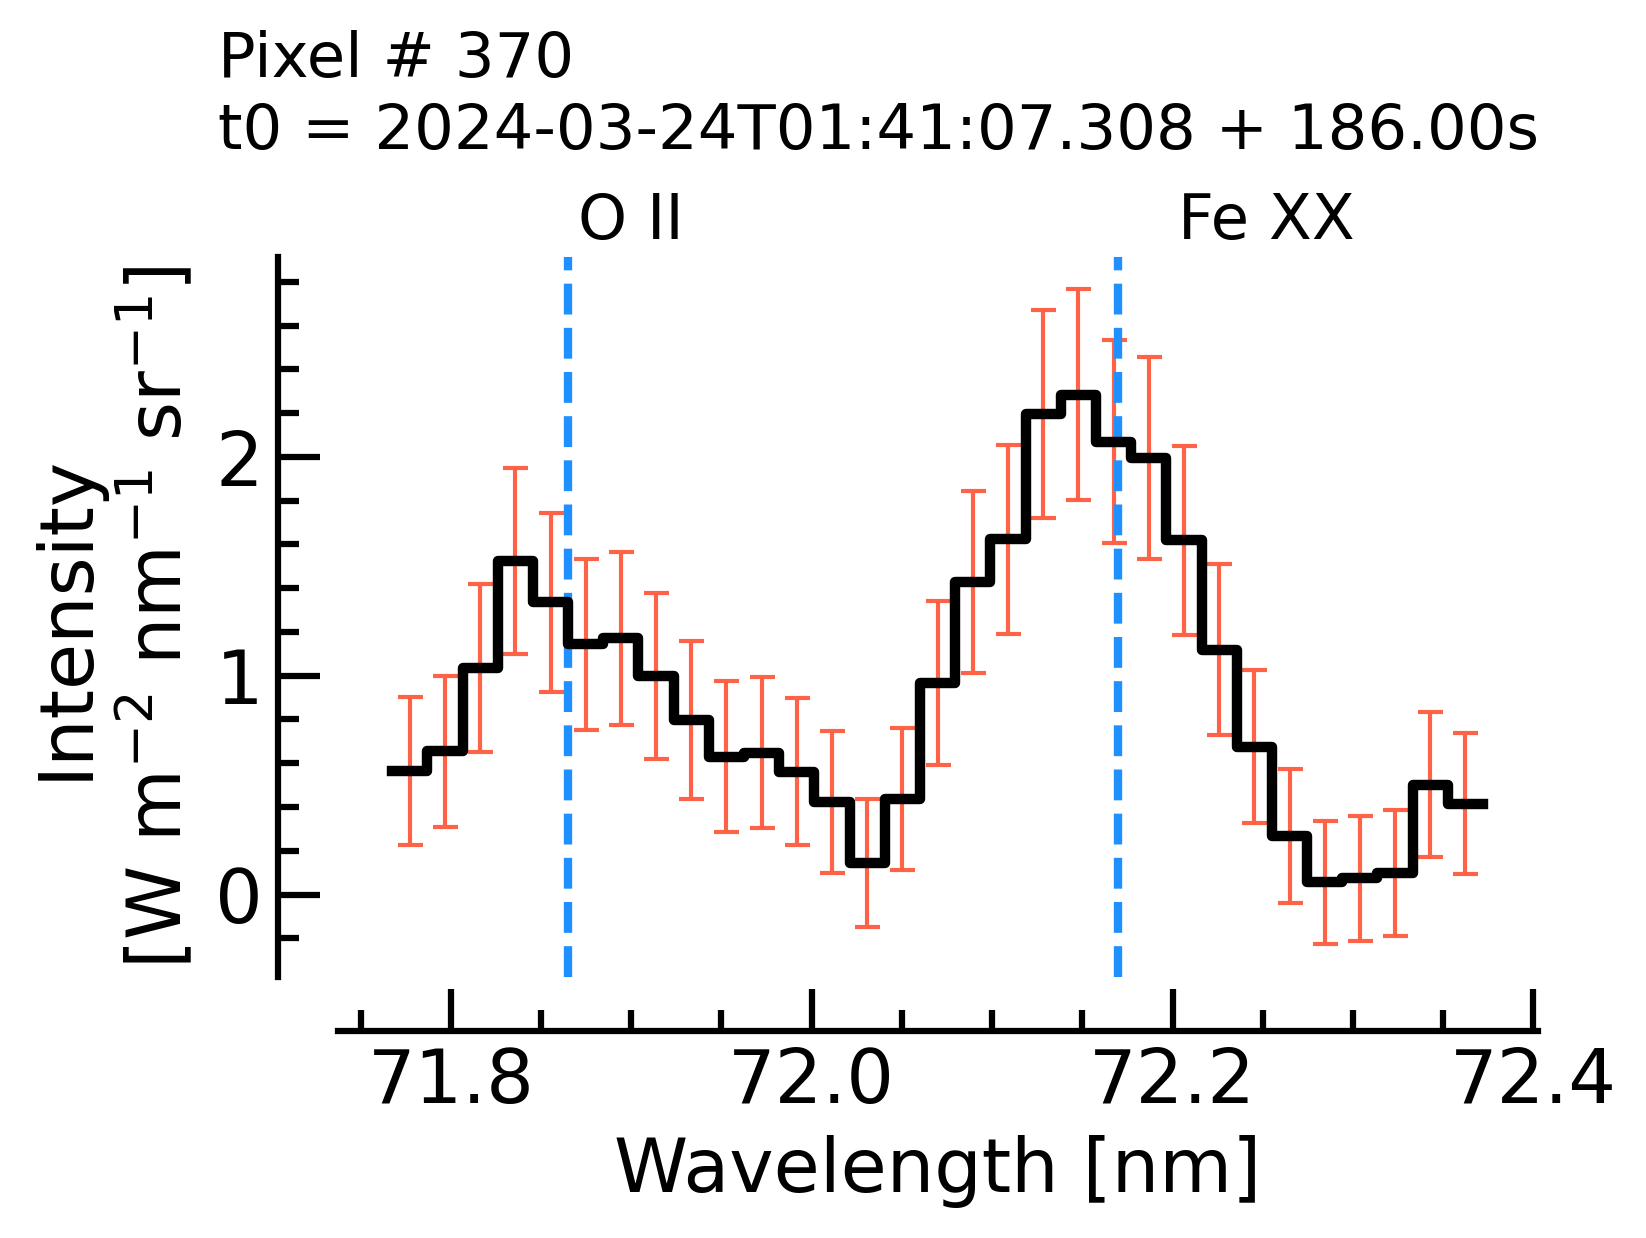 Pixel # 370
t0 = 2024-03-24T01:41:07.308 + 186.00s
O II
Fe XX
Intensity
[W m⁻² nm⁻¹ sr⁻¹]
2
1
0
71.8
72.0
72.2
72.4
Wavelength [nm]